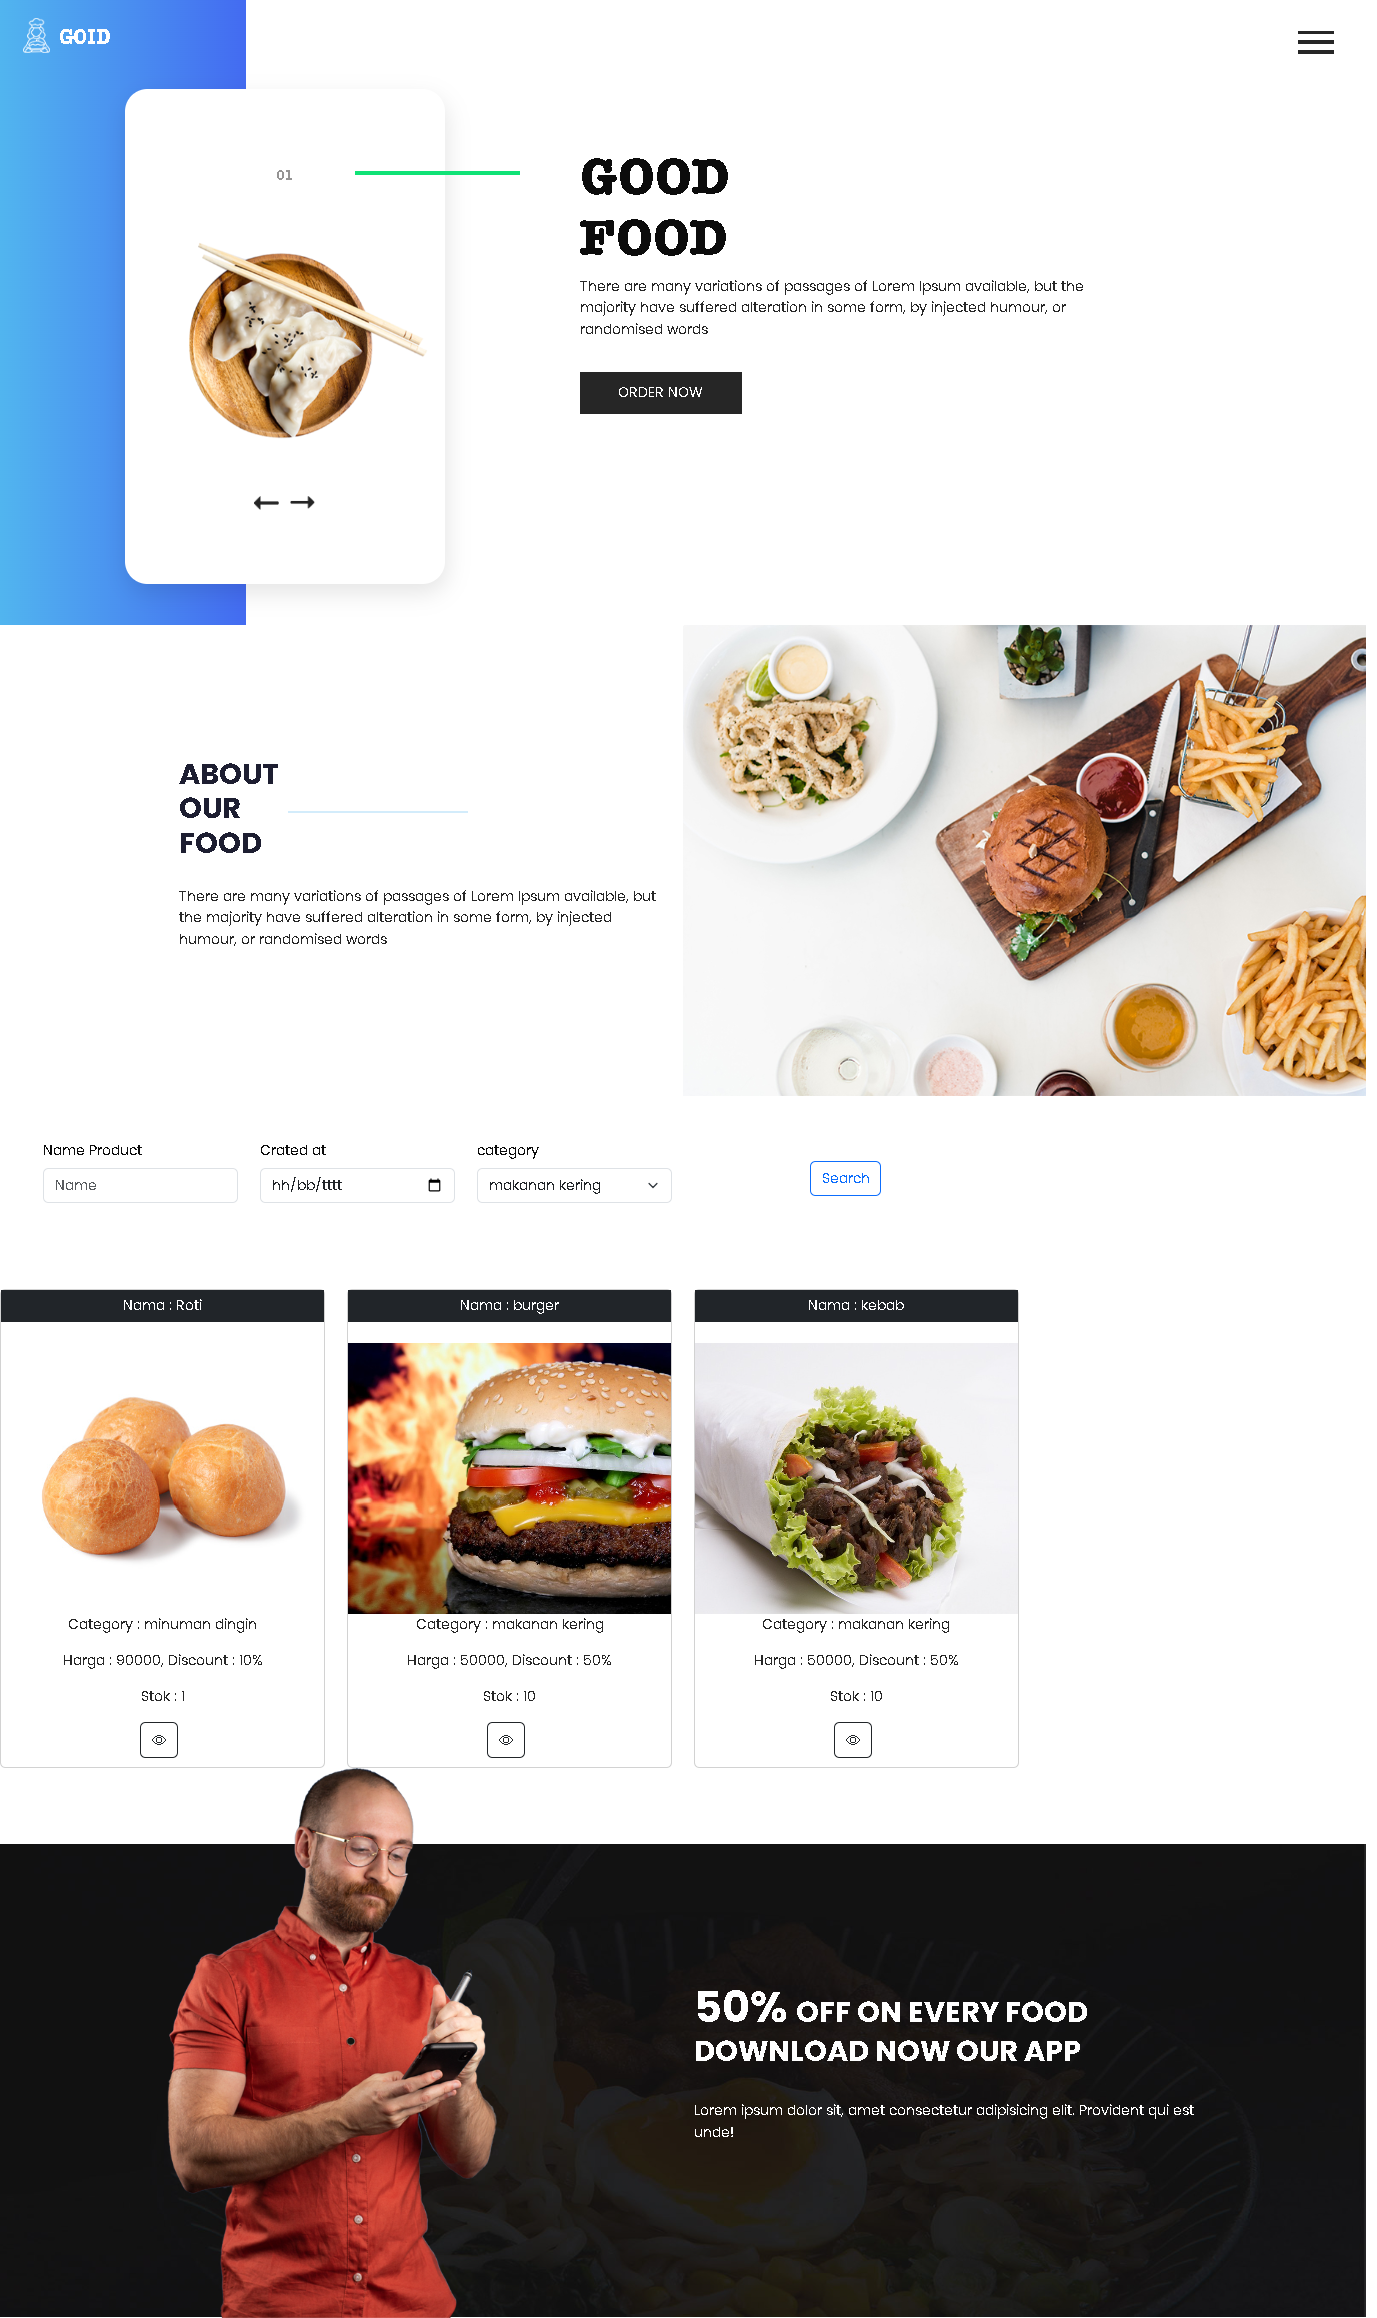 GOID
01
GOOD
FOOD
There are many variations of passages of Lorem Ipsum available, but the
majority have suffered alteration in some form, by injected humour, or
randomised words
ORDER NOW
ABOUT
OUR
FOOD
There are many variations of passages of Lorem Ipsum available, but
the majority have suffered alteration in some form, by injected
humour, or randomised words
Name Product
Crated at
category
Name
hh/bb/tttt
makanan kering
Search
Nama : Roti
Nama : burger
Nama : kebab
Category : minuman dingin
Category : makanan kering
Category : makanan kering
Harga : 90000, Discount : 10%
Harga : 50000, Discount : 50%
Harga : 50000, Discount : 50%
Stok : 1
Stok : 10
Stok : 10
50% OFF ON EVERY FOOD
DOWNLOAD NOW OUR APP
Lorem ipsum dolor sit, amet consectetur adipisicing elit. Provident qui est
unde!